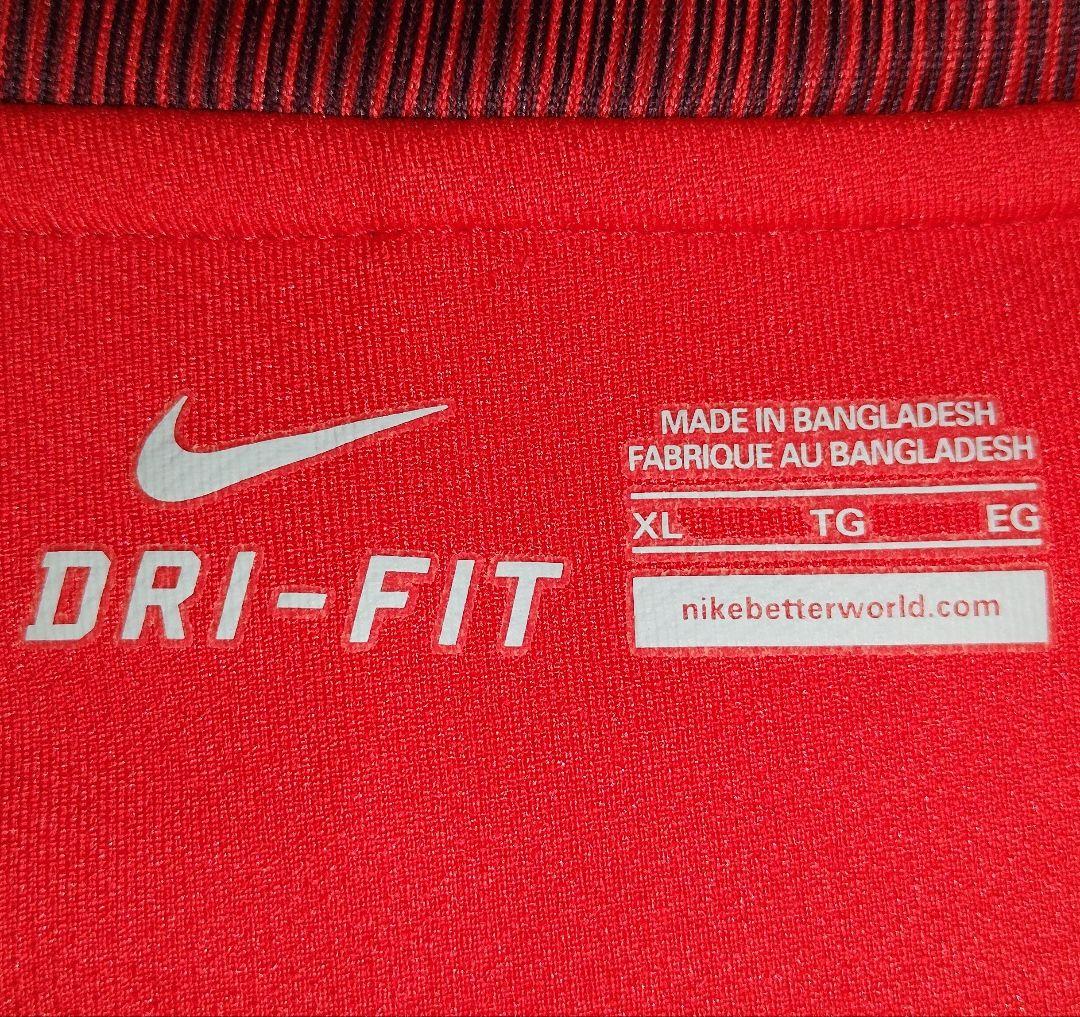 DRI-FIT
MADE IN BANGLADESH
FABRIQUE AU BANGLADESH
XL TG EG
nikebetterworld.com